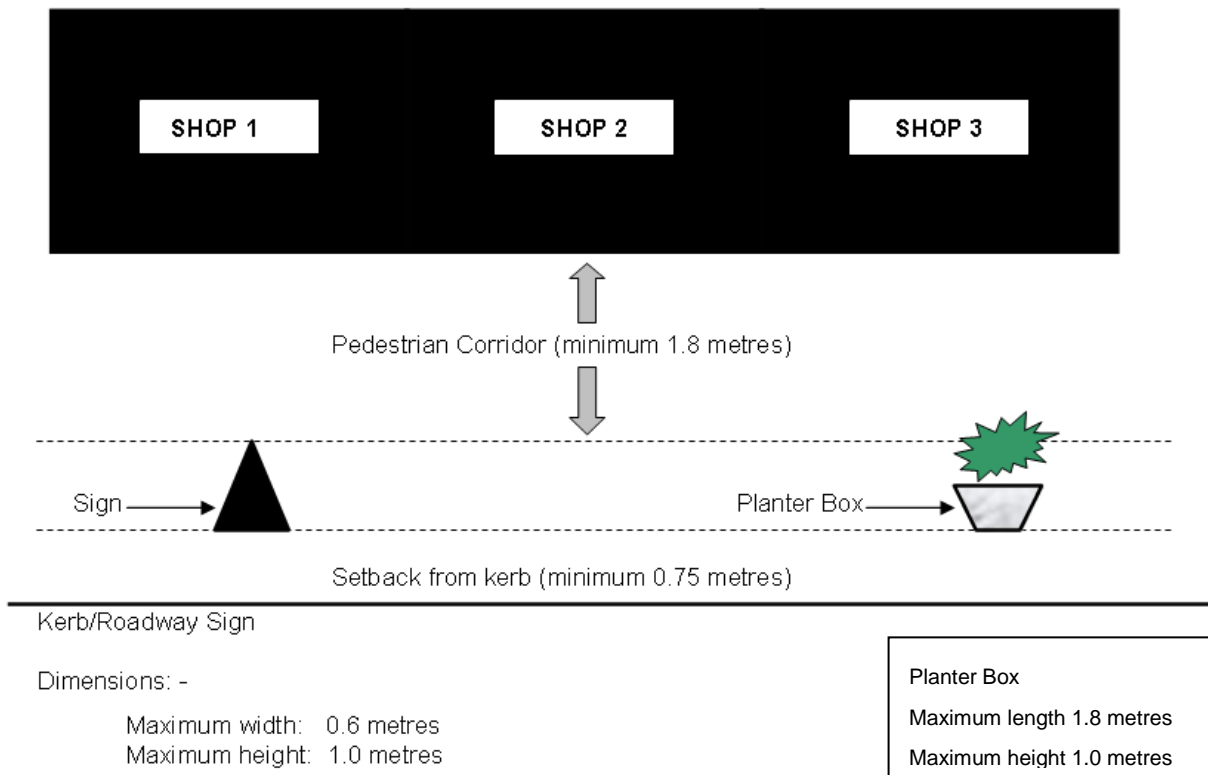 SHOP 1
SHOP 2
SHOP 3
Pedestrian Corridor (minimum 1.8 metres)
Sign
Planter Box
Setback from kerb (minimum 0.75 metres)
Kerb/Roadway Sign
Dimensions: -
Maximum width: 0.6 metres
Maximum height: 1.0 metres
Planter Box
Maximum length 1.8 metres
Maximum height 1.0 metres